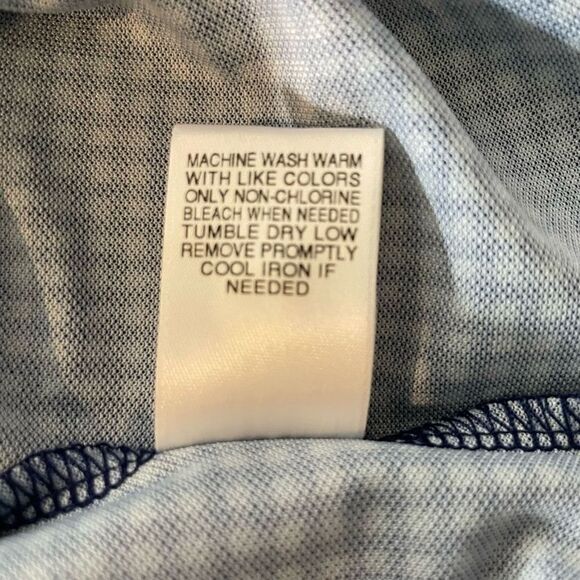 MACHINE WASH WARM
WITH LIKE COLORS
ONLY NON-CHLORINE
BLEACH WHEN NEEDED
TUMBLE DRY LOW
REMOVE PROMPTLY
COOL IRON IF
NEEDED